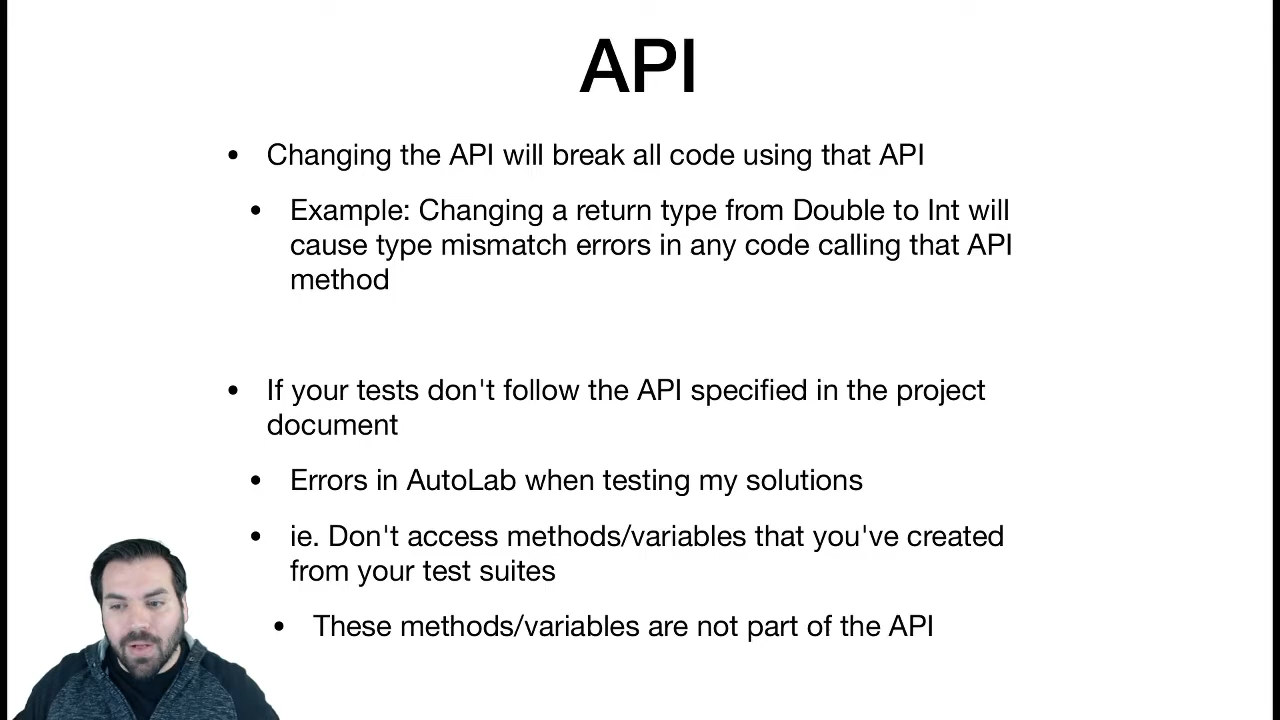 API
• Changing the API will break all code using that API
• Example: Changing a return type from Double to Int will
cause type mismatch errors in any code calling that API
method
• If your tests don't follow the API specified in the project
document
• Errors in AutoLab when testing my solutions
• ie. Don't access methods/variables that you've created
from your test suites
• These methods/variables are not part of the API